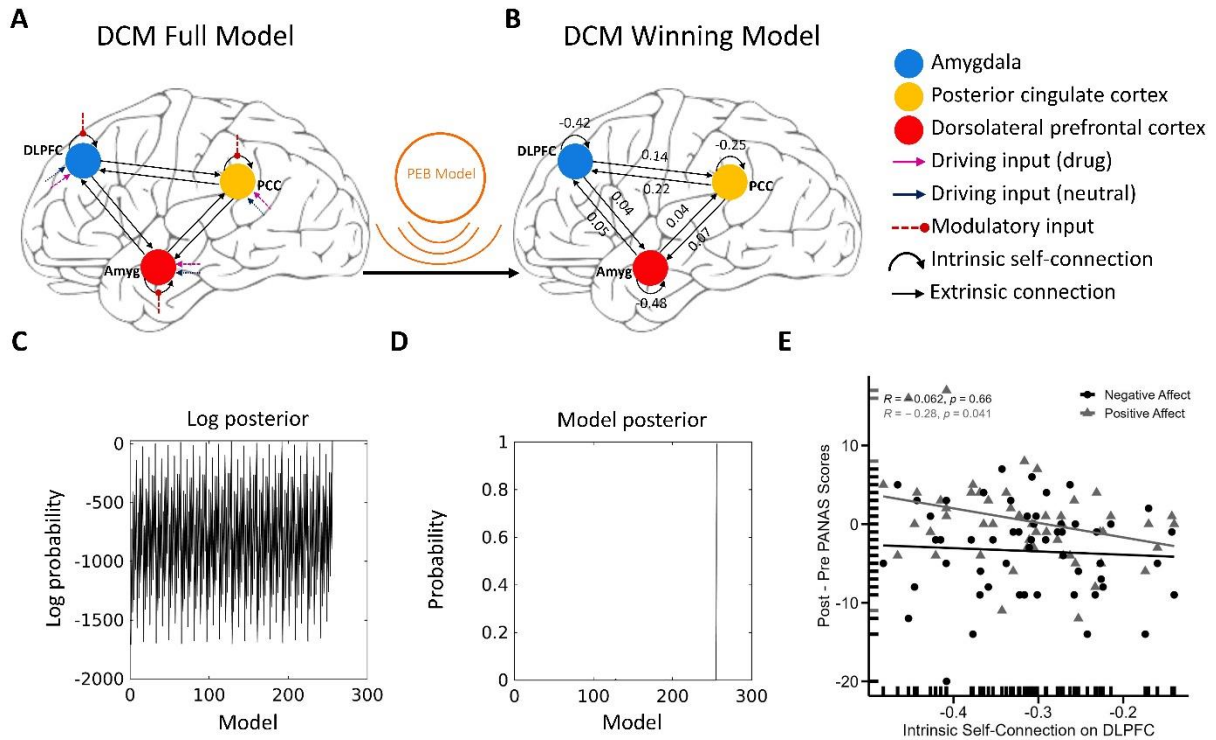 A
DCM Full Model
DLPFC
PCC
Amyg
PEB Model
B
DCM Winning Model
-0.42
DLPFC
0.14
0.22
-0.25
PCC
0.04
0.05
0.04
0.07
Amyg
-0.48
Amygdala
Posterior cingulate cortex
Dorsolateral prefrontal cortex
Driving input (drug)
Driving input (neutral)
Modulatory input
Intrinsic self-connection
Extrinsic connection
C
Log posterior
Log probability
0
-500
-1000
-1500
-2000
0 100 200 300
Model
D
Model posterior
Probability
1
0.8
0.6
0.4
0.2
0
0 100 200 300
Model
E
R = 0.062, p = 0.66
R = −0.28, p = 0.041
Negative Affect
Positive Affect
Post - Pre PANAS Scores
10
0
-10
-20
-0.4 -0.3 -0.2
Intrinsic Self-Connection on DLPFC